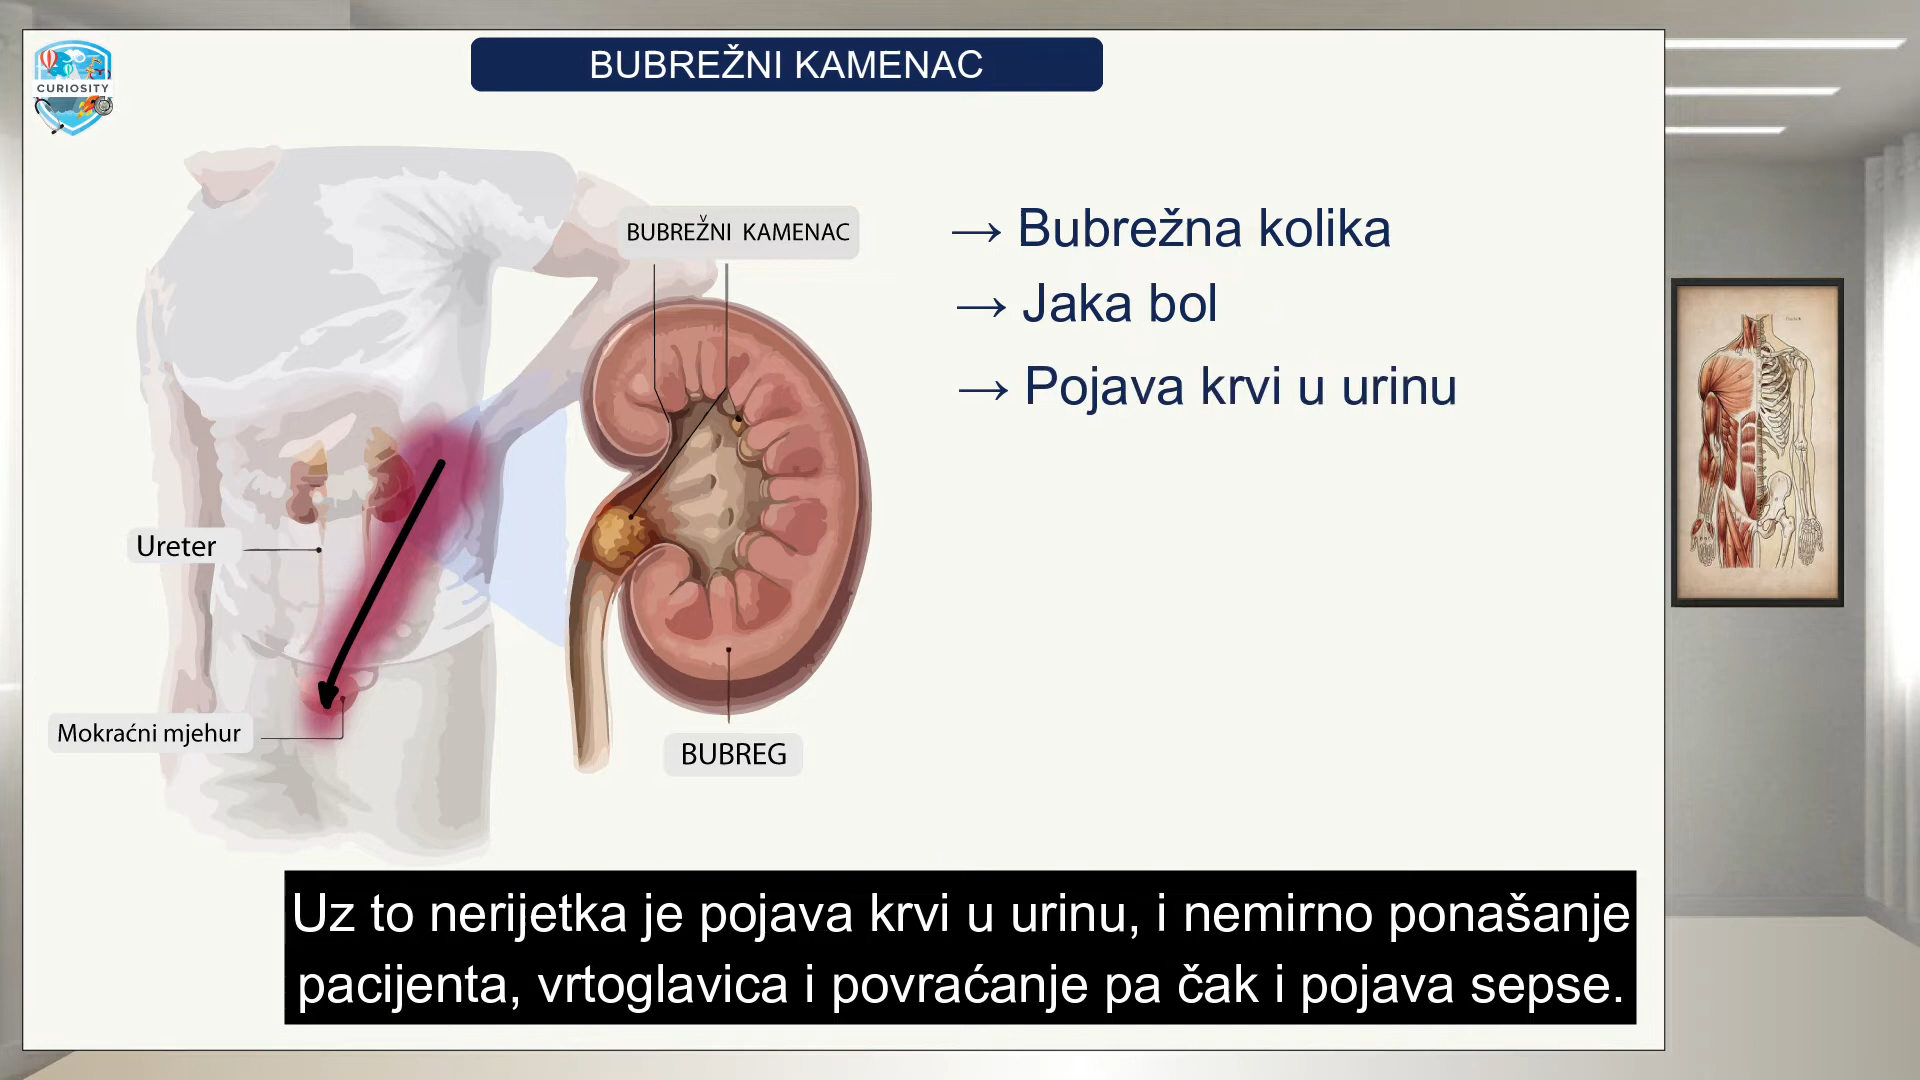 BUBREŽNI KAMENAC
CURIOSITY
BUBREŽNI KAMENAC
→ Bubrežna kolika
→ Jaka bol
→ Pojava krvi u urinu
Ureter
Mokraćni mjehur
BUBREG
Uz to nerijetka je pojava krvi u urinu, i nemirno ponašanje
pacijenta, vrtoglavica i povraćanje pa čak i pojava sepse.